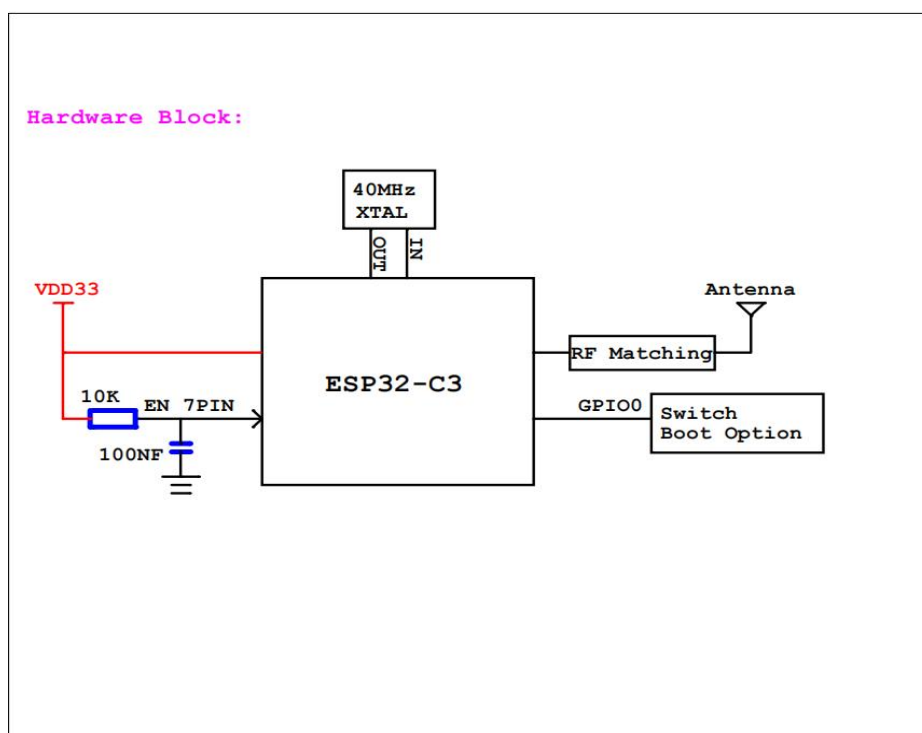 Hardware Block:
40MHz
XTAL
OUT
IN
VDD33
Antenna
RF Matching
ESP32-C3
10K
EN 7PIN
GPIO0
Switch
Boot Option
100NF